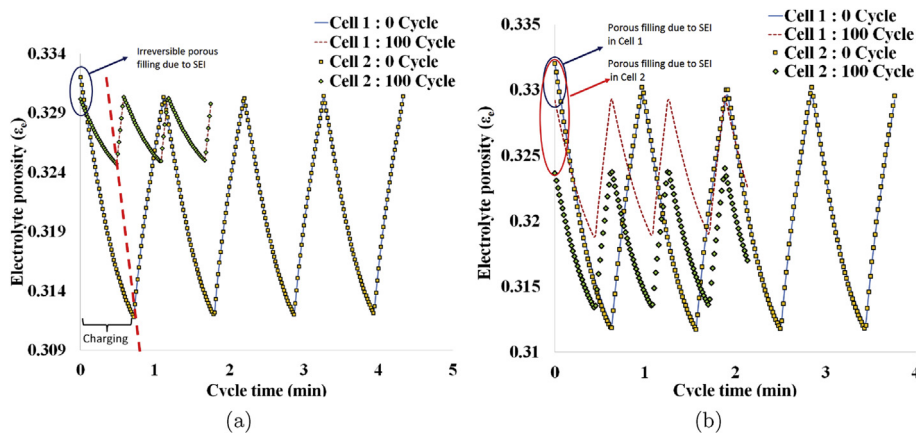 Cell 1 : 0 Cycle
Cell 1 : 100 Cycle
Cell 2 : 0 Cycle
Cell 2 : 100 Cycle
Irreversible porous
filling due to SEI
Electrolyte porosity (εe)
0.334
0.329
0.324
0.319
0.314
0.309
Charging
0
1
2
3
4
5
Cycle time (min)
(a)
Cell 1 : 0 Cycle
Cell 1 : 100 Cycle
Cell 2 : 0 Cycle
Cell 2 : 100 Cycle
Porous filling due to SEI
in Cell 1
Porous filling due to SEI
in Cell 2
Electrolyte porosity (εe)
0.335
0.33
0.325
0.32
0.315
0.31
0
1
2
3
4
Cycle time (min)
(b)